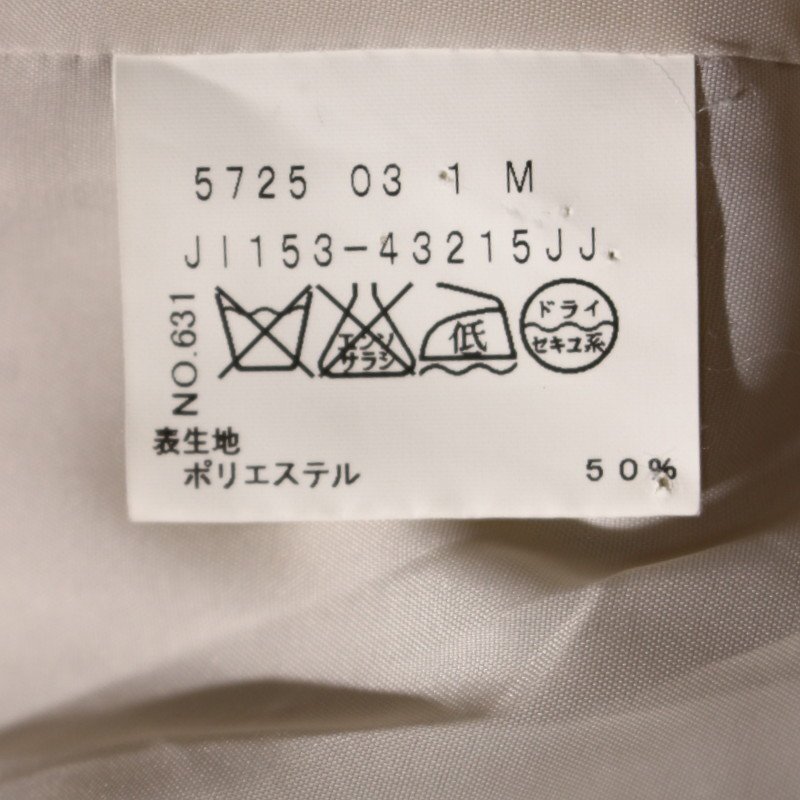 5725 03 1 M
JI153-43215JJ
NO.631
エンソ
サラシ
低
ドライ
セキユ系
表生地
ポリエステル 50%